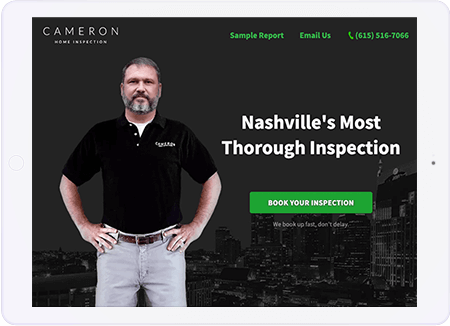 CAMERON
HOME INSPECTION
Sample Report
Email Us
(615) 516-7066
CAMERON
Nashville's Most
Thorough Inspection
BOOK YOUR INSPECTION
We book up fast, don't delay.